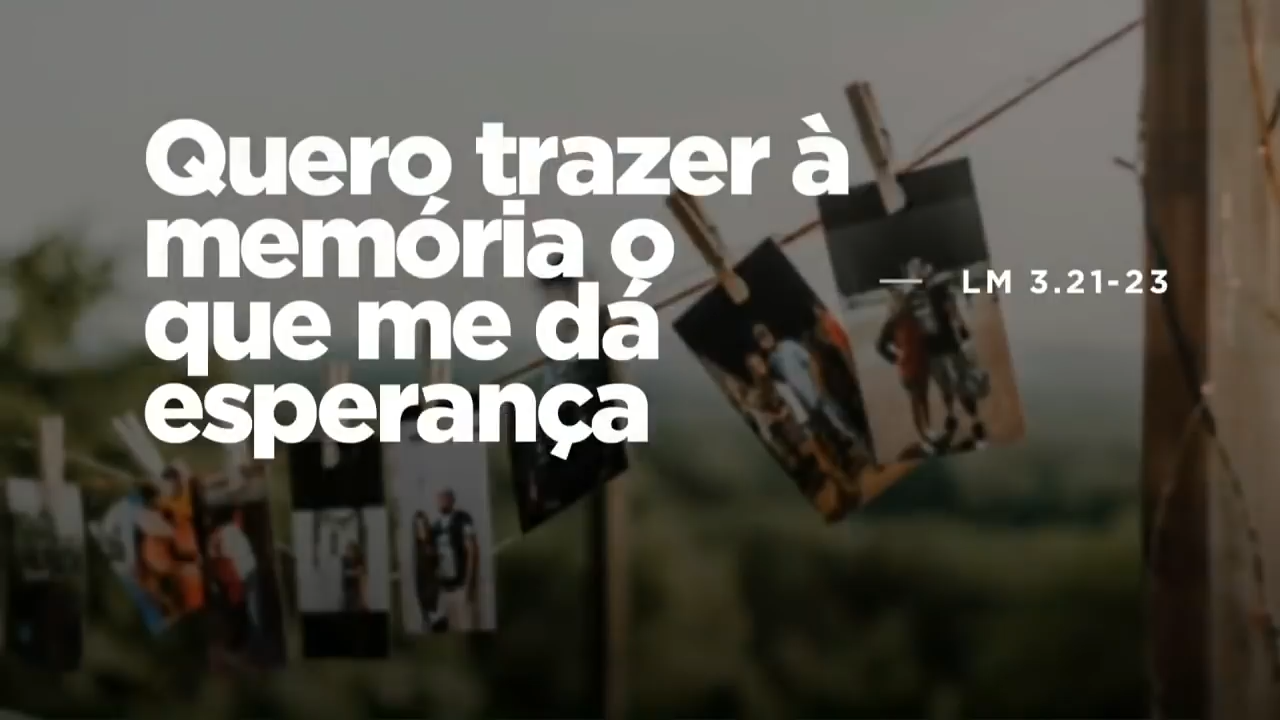 Quero trazer à
memória o
que me dá
esperança
— LM 3.21-23